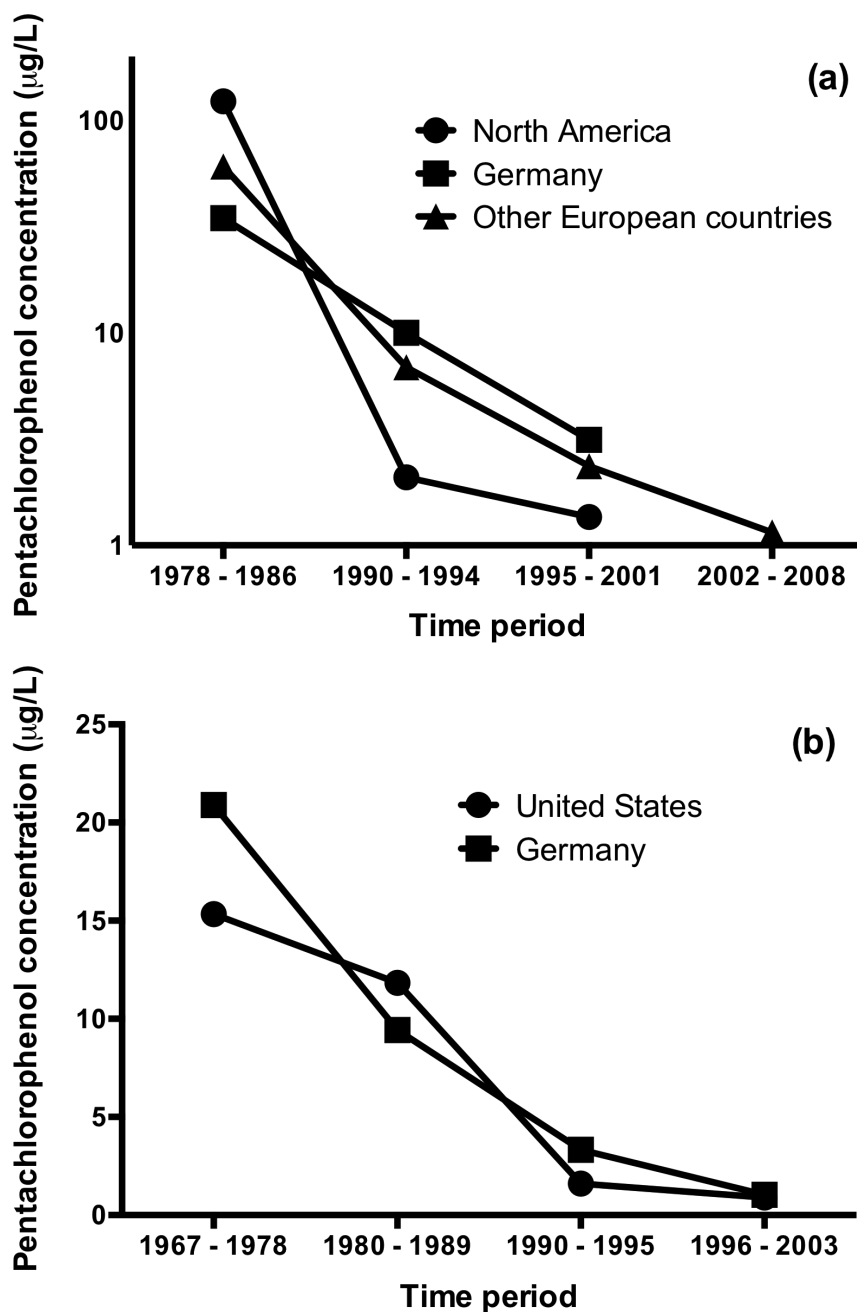 Pentachlorophenol concentration (µg/L)
(a)
100
10
1
North America
Germany
Other European countries
1978 - 1986
1990 - 1994
1995 - 2001
2002 - 2008
Time period
Pentachlorophenol concentration (µg/L)
(b)
25
20
15
10
5
0
United States
Germany
1967 - 1978
1980 - 1989
1990 - 1995
1996 - 2003
Time period